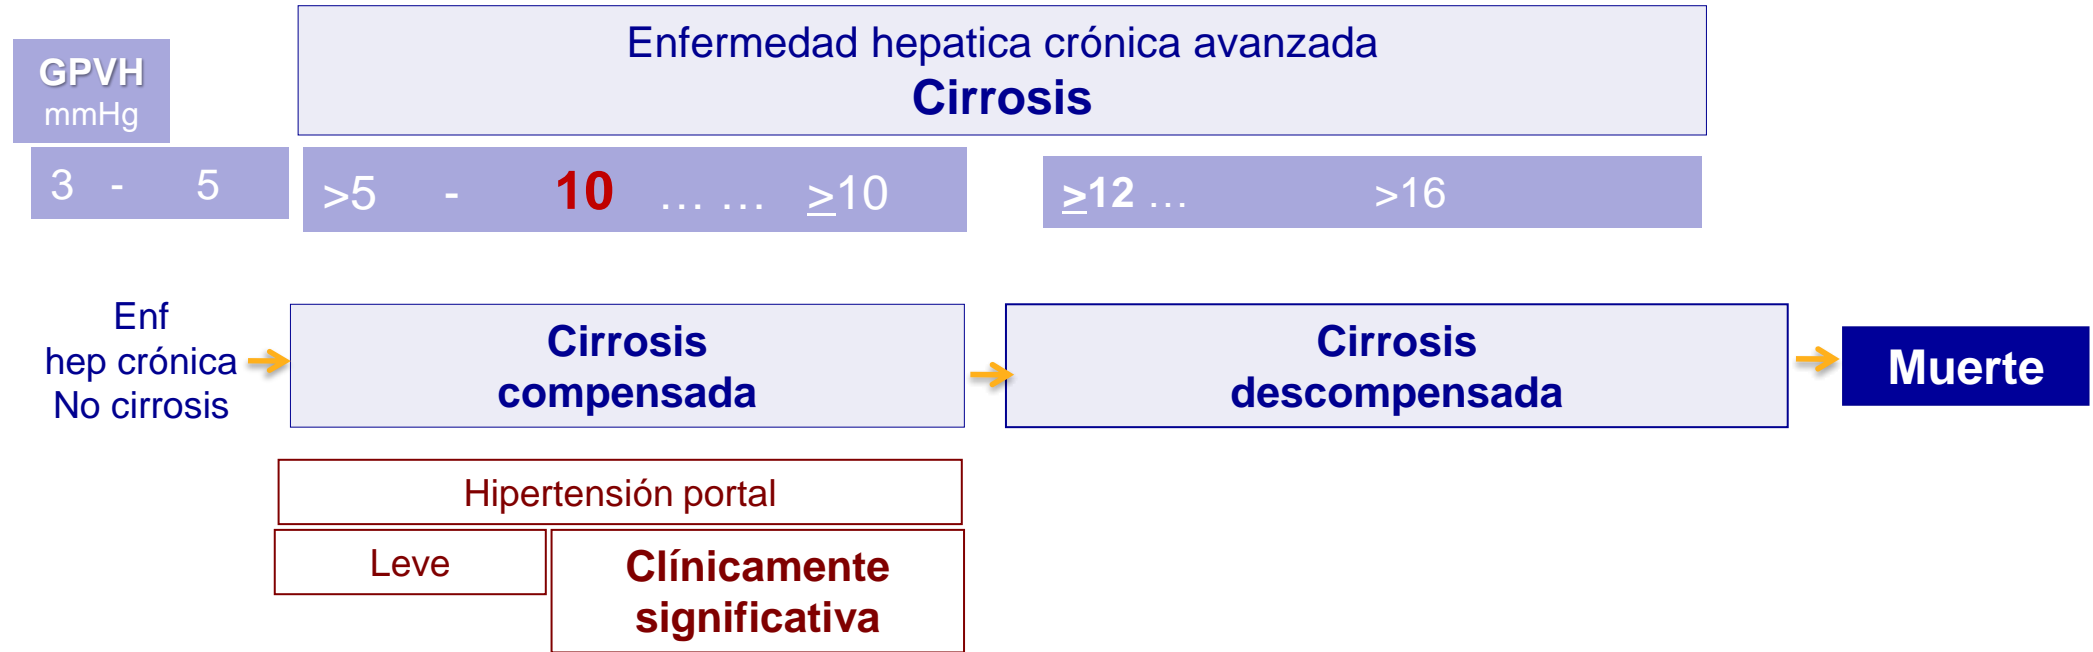 Enfermedad hepatica crónica avanzada
Cirrosis
GPVH
mmHg
3 - 5
>5 - 10 ... ... ≥10
≥12 ... >16
Enf
hep crónica
No cirrosis
Cirrosis
compensada
Cirrosis
descompensada
Muerte
Hipertensión portal
Leve
Clínicamente
significativa